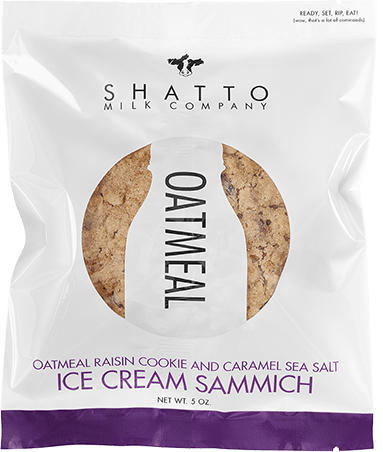 READY, SET, RIP, EAT!
(wow, that's a lot of commands)
SHATTO
MILK COMPANY
OATMEAL
OATMEAL RAISIN COOKIE AND CARAMEL SEA SALT
ICE CREAM SAMMICH
NET WT. 5 OZ.